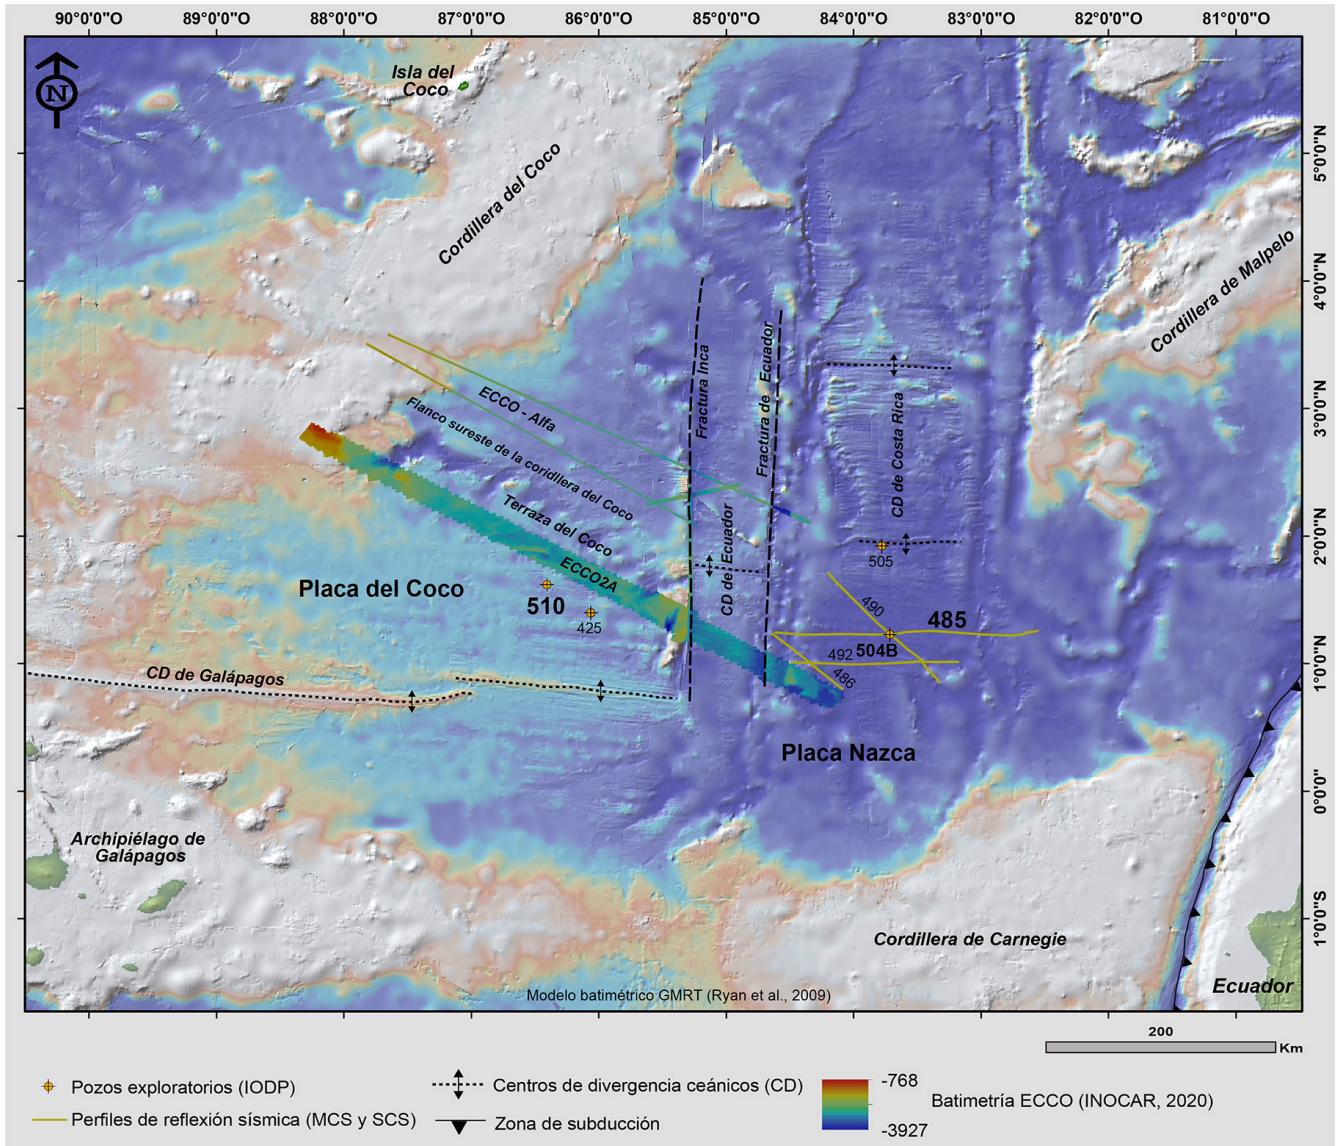 90°0'0"O 88°0'0"O 87°0'0"O 86°0'0"O 85°0'0"O 84°0'0"O 83°0'0"O 82°0'0"O 81°0'0"O
N
Isla del
Coco
Cordillera del Coco
5°0'0"N
4°0'0"N
Cordillera de Malpelo
Fractura Inca
Fractura de Ecuador
ECCO - Alfa
Flanco sureste de la coridillera del Coco
CD de Costa Rica
3°0'0"N
Terraza del Coco
ECCO2A
CD de Ecuador
2°0'0"N
505
Placa del Coco
510
425
490
485
504B
492
486
1°0'0"N
CD de Galápagos
Placa Nazca
0°0'0"
Archipiélago de
Galápagos
Cordillera de Carnegie
1°0'0"S
Ecuador
Modelo batimétrico GMRT (Ryan et al., 2009)
200
Km
Pozos exploratorios (IODP)
Perfiles de reflexión sísmica (MCS y SCS)
Centros de divergencia ceánicos (CD)
Zona de subducción
-768
-3927
Batimetría ECCO (INOCAR, 2020)